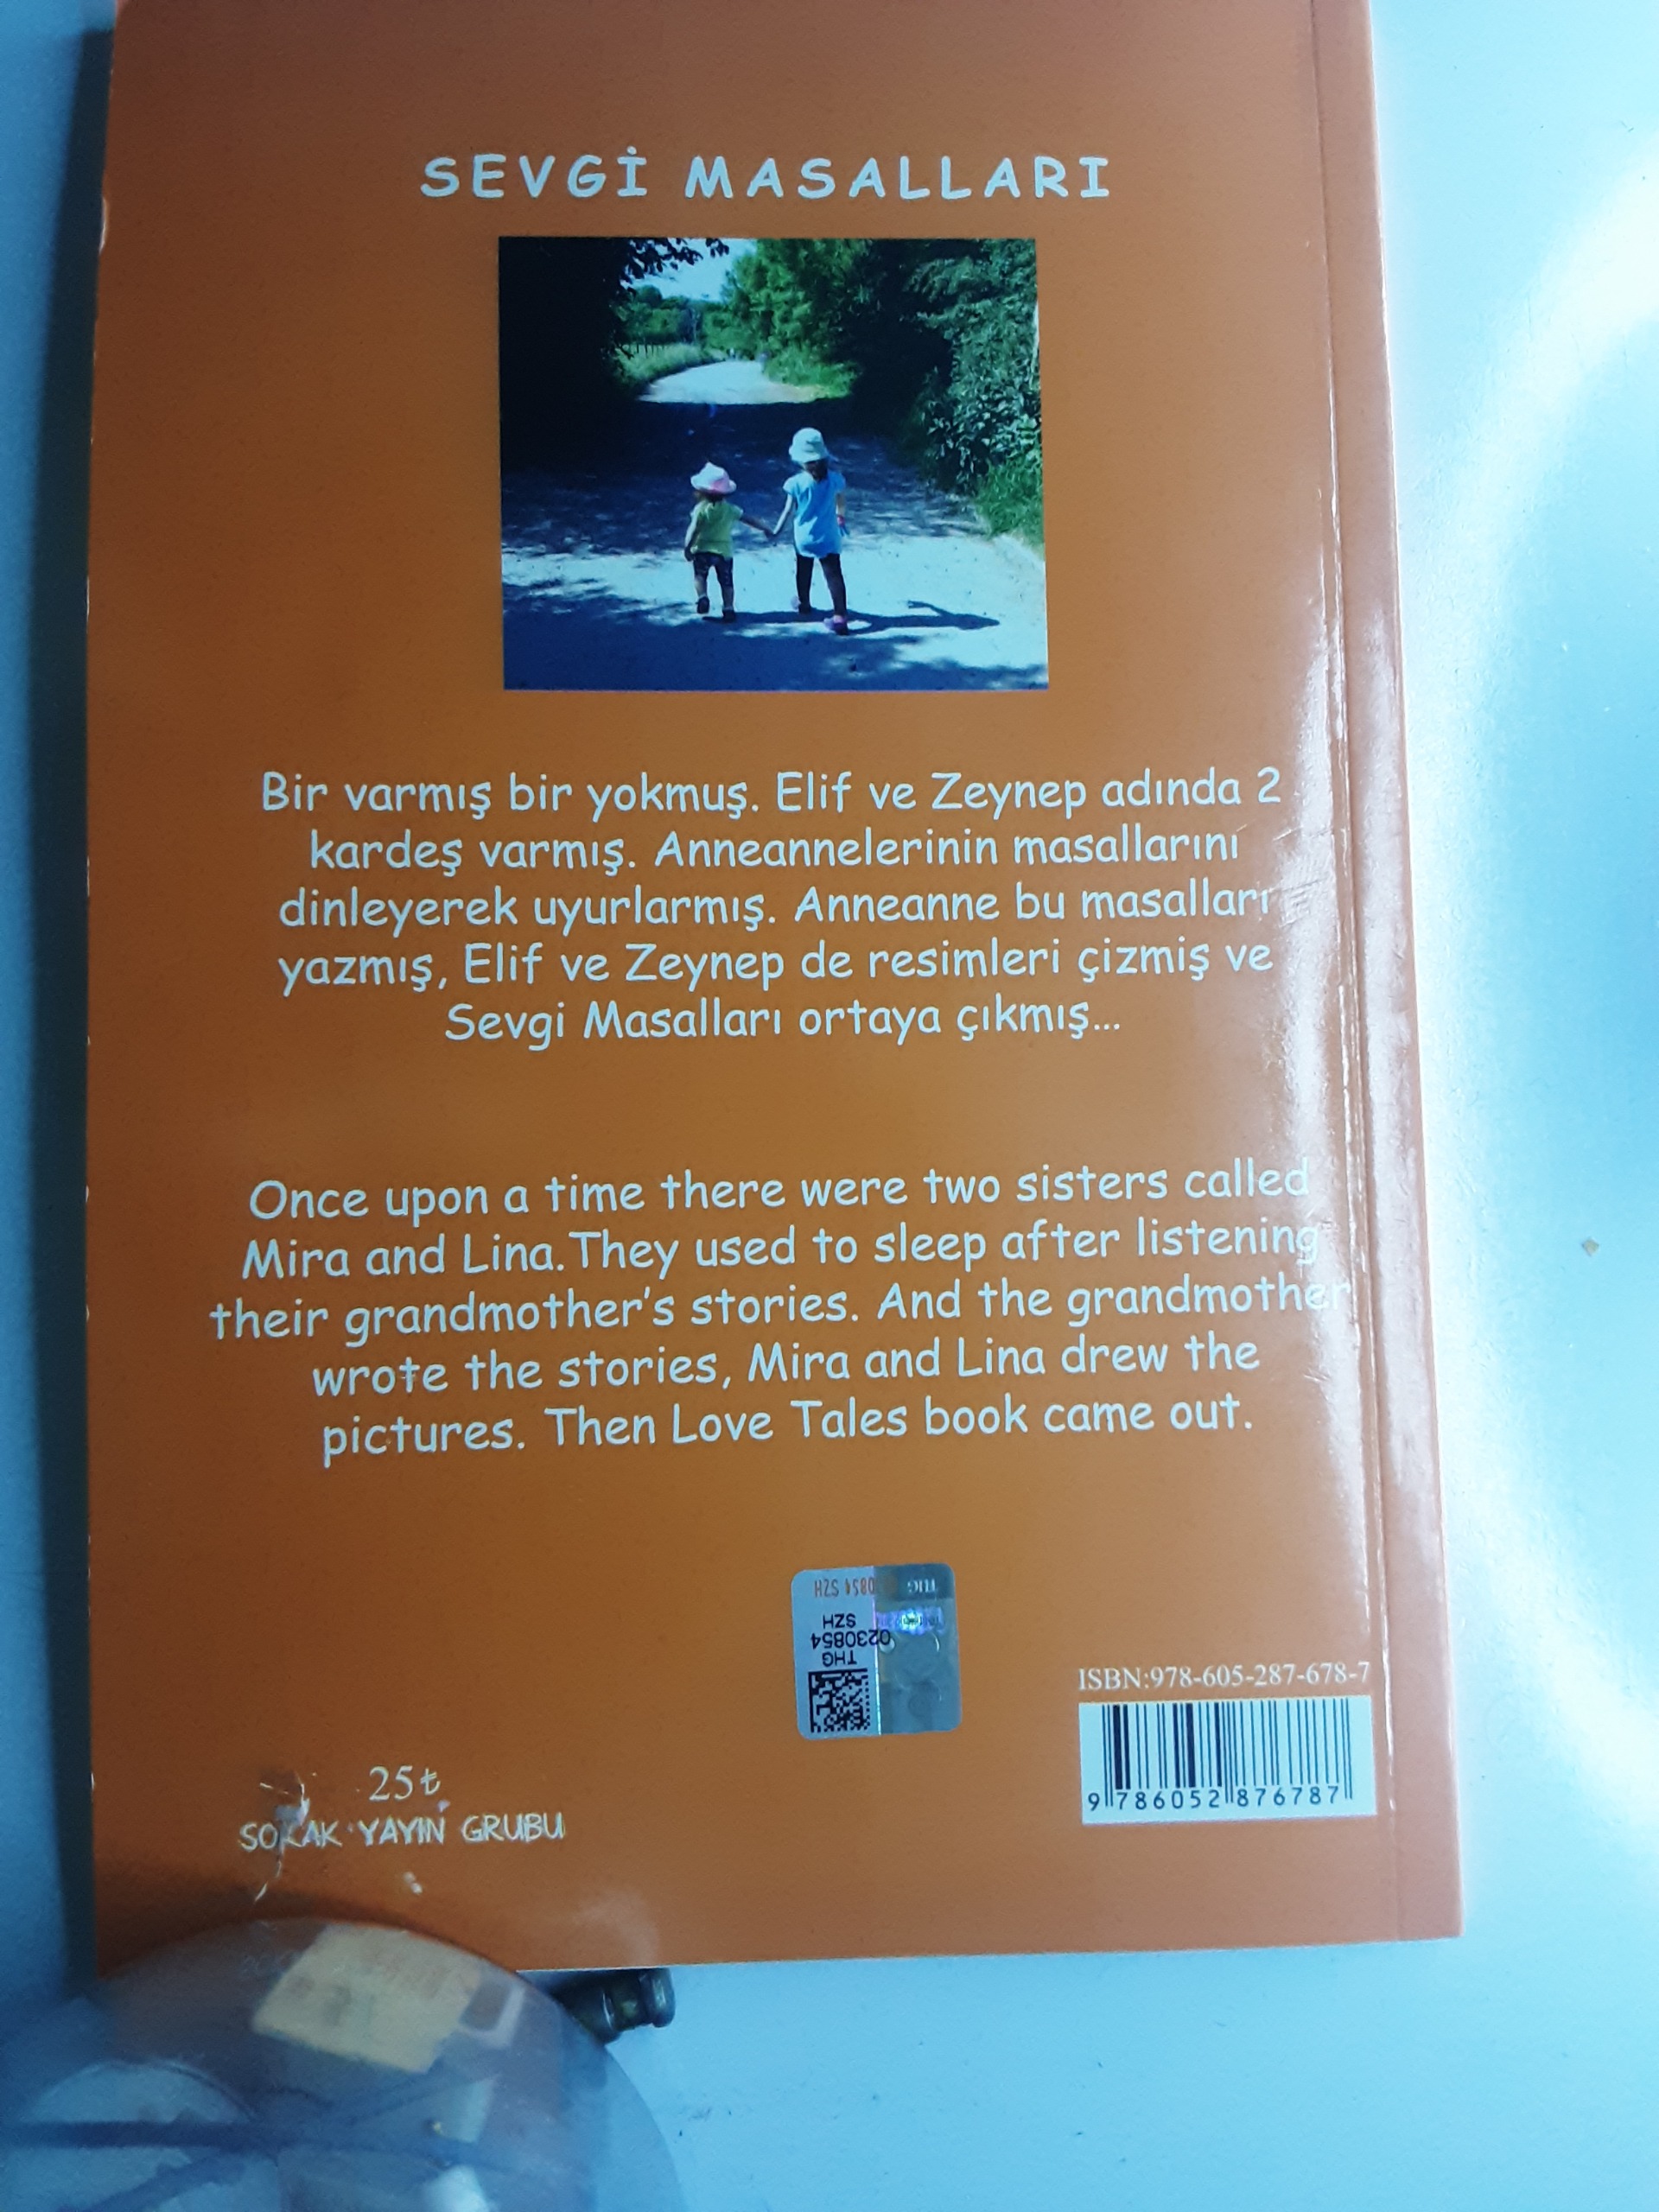 SEVGİ MASALLARI
Bir varmış bir yokmuş. Elif ve Zeynep adında 2
kardeş varmış. Anneannelerinin masallarını
dinleyerek uyurlarmış. Anneanne bu masalları
yazmış, Elif ve Zeynep de resimleri çizmiş ve
Sevgi Masalları ortaya çıkmış...
Once upon a time there were two sisters called
Mira and Lina. They used to sleep after listening
their grandmother's stories. And the grandmother
wrote the stories, Mira and Lina drew the
pictures. Then Love Tales book came out.
THG
0230854
SZH
ISBN:978-605-287-678-7
9 786052 876787
25₺
SOKAK YAYIN GRUBU